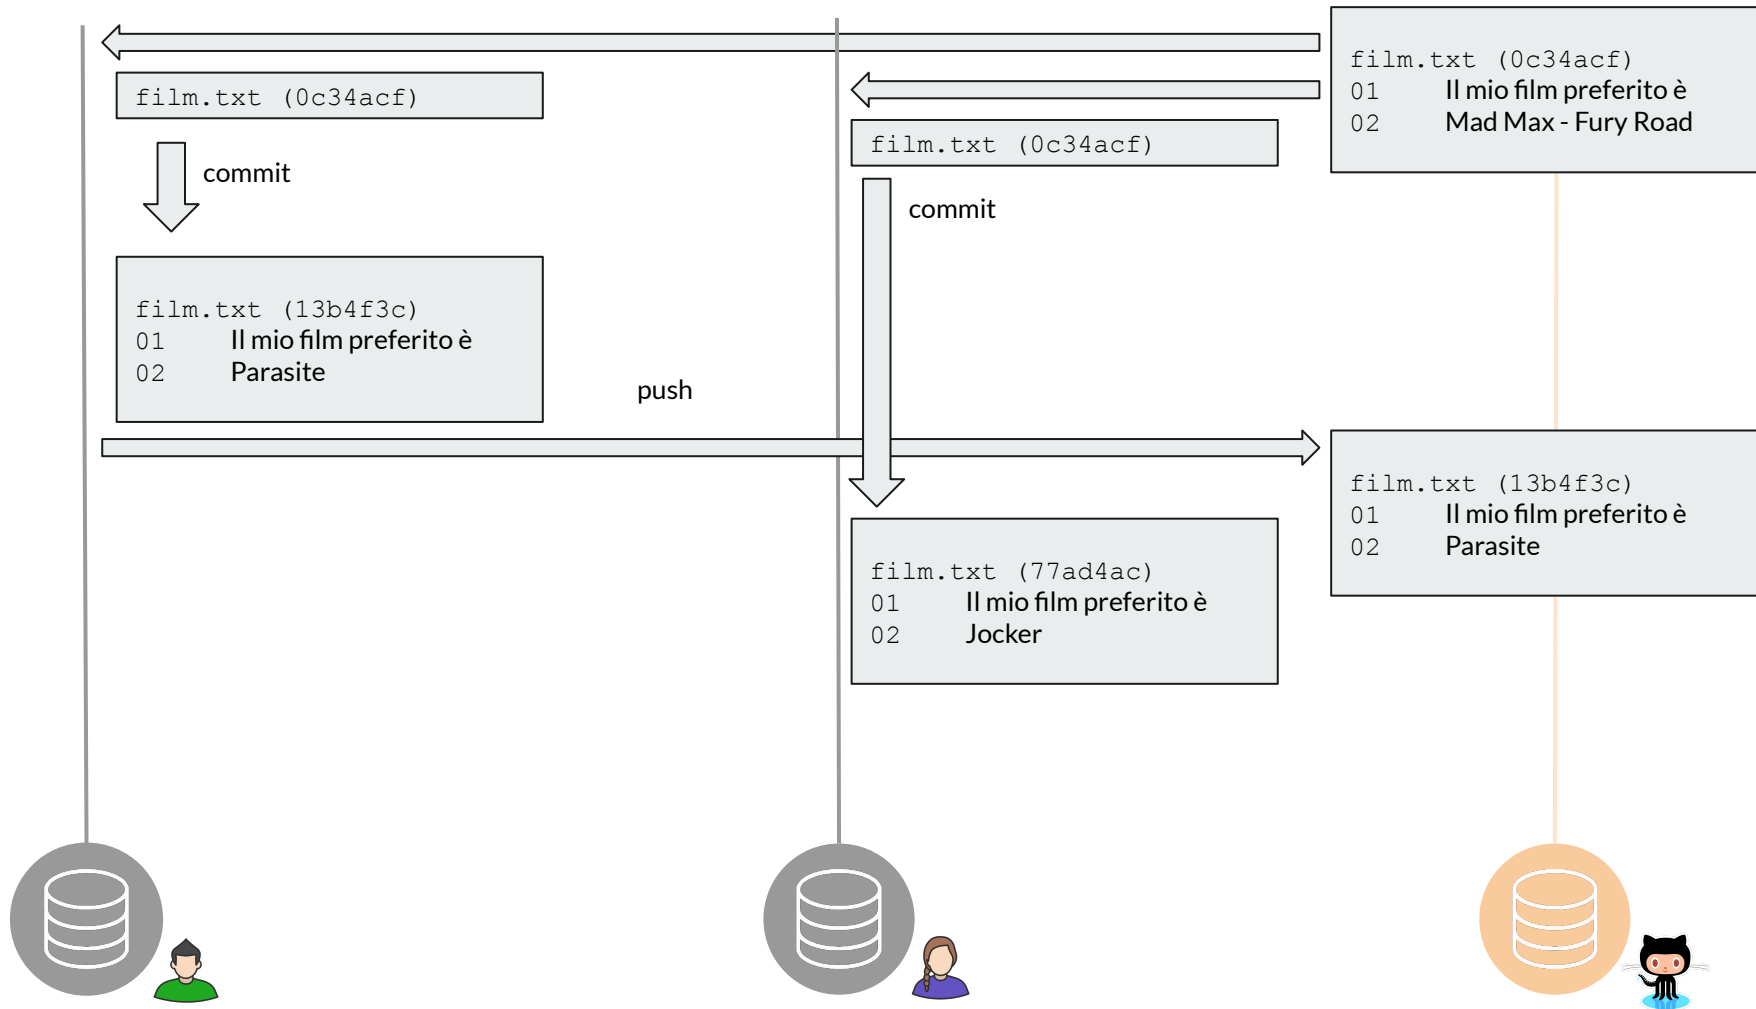 film.txt (0c34acf)
01 Il mio film preferito è
02 Mad Max - Fury Road
film.txt (0c34acf)
film.txt (0c34acf)
commit
commit
film.txt (13b4f3c)
01 Il mio film preferito è
02 Parasite
push
film.txt (13b4f3c)
01 Il mio film preferito è
02 Parasite
film.txt (77ad4ac)
01 Il mio film preferito è
02 Jocker